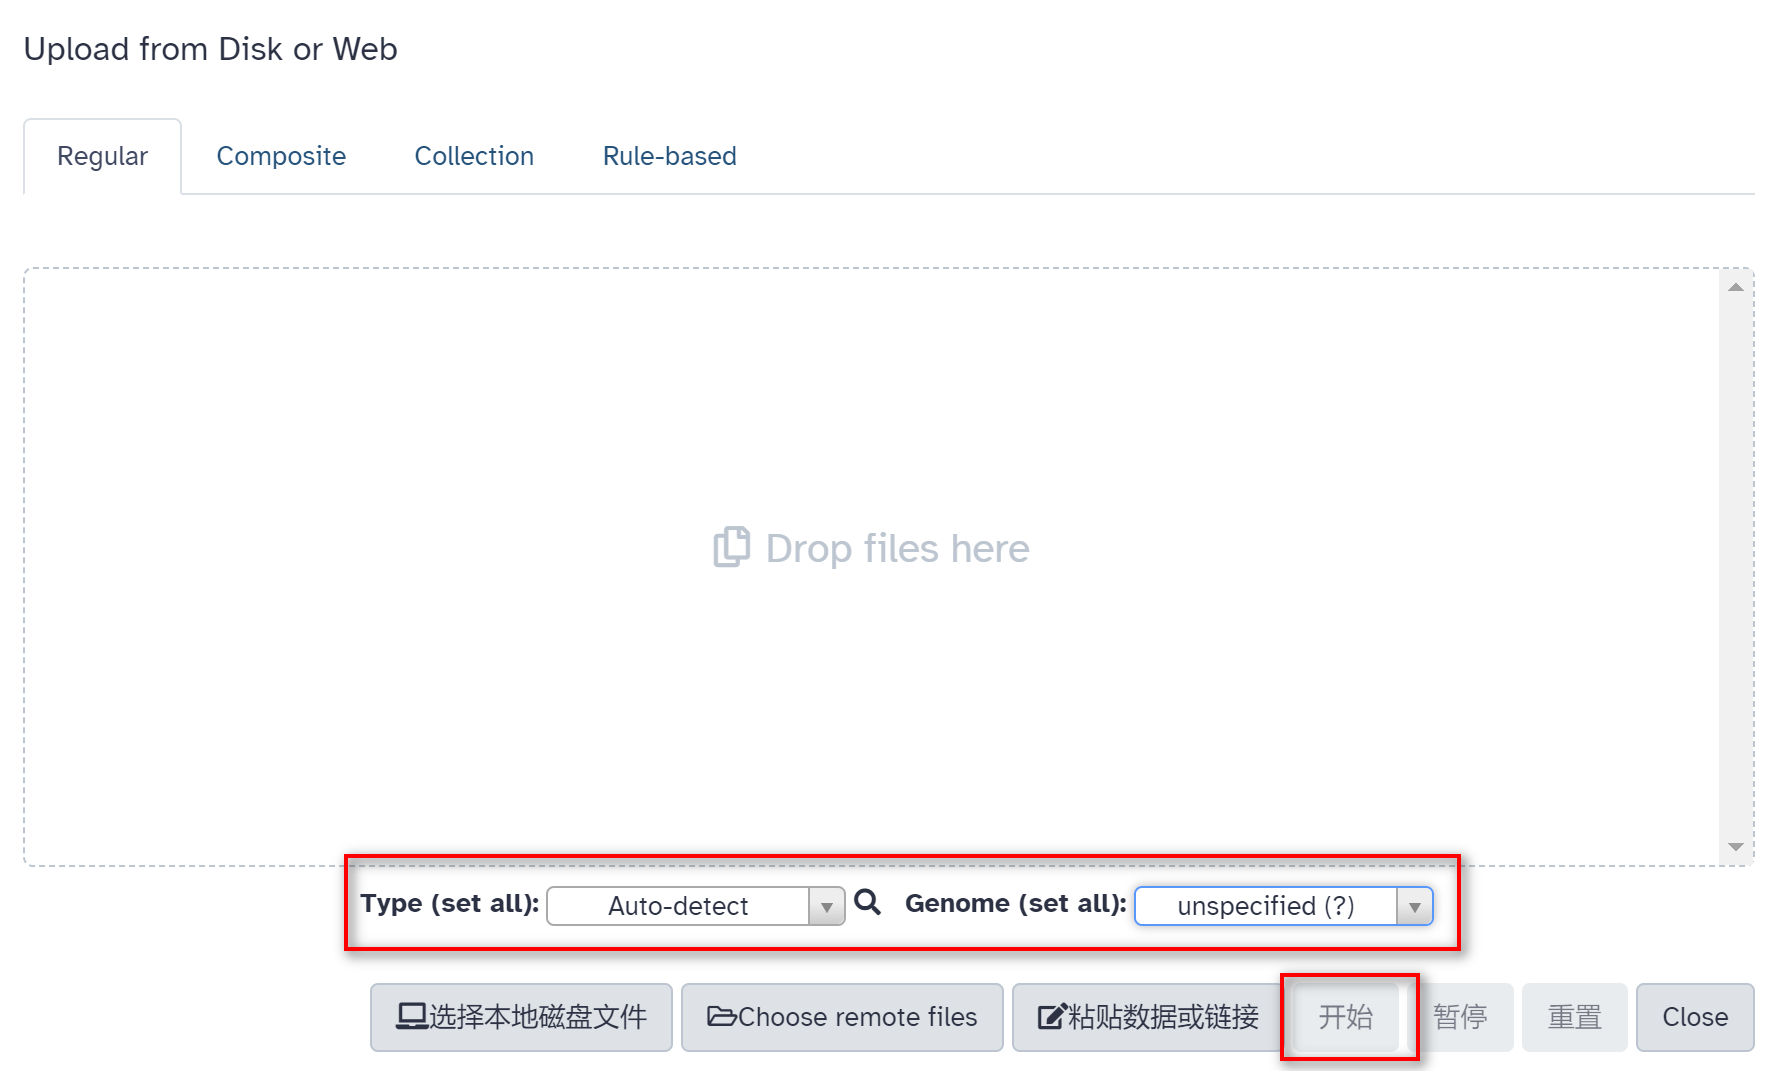 Upload from Disk or Web
Regular Composite Collection Rule-based
Drop files here
Type (set all): Auto-detect Genome (set all): unspecified (?)
选择本地磁盘文件 Choose remote files 粘贴数据或链接 开始 暂停 重置 Close